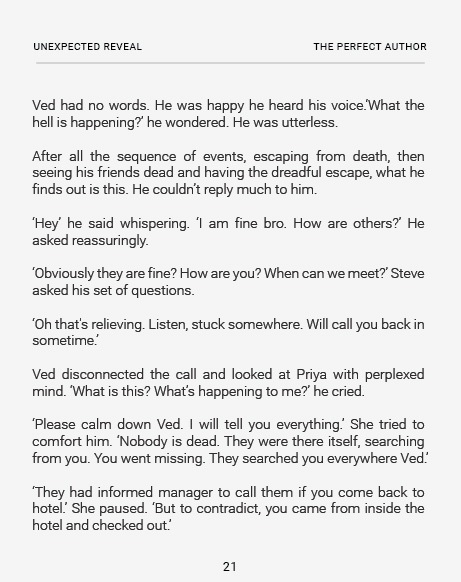 UNEXPECTED REVEAL THE PERFECT AUTHOR
Ved had no words. He was happy he heard his voice.‘What the
hell is happening?’ he wondered. He was utterless.
After all the sequence of events, escaping from death, then
seeing his friends dead and having the dreadful escape, what he
finds out is this. He couldn’t reply much to him.
‘Hey’ he said whispering. ‘I am fine bro. How are others?’ He
asked reassuringly.
‘Obviously they are fine? How are you? When can we meet?’ Steve
asked his set of questions.
‘Oh that's relieving. Listen, stuck somewhere. Will call you back in
sometime.’
Ved disconnected the call and looked at Priya with perplexed
mind. ‘What is this? What’s happening to me?’ he cried.
‘Please calm down Ved. I will tell you everything.’ She tried to
comfort him. ‘Nobody is dead. They were there itself, searching
from you. You went missing. They searched you everywhere Ved.’
‘They had informed manager to call them if you come back to
hotel.’ She paused. ‘But to contradict, you came from inside the
hotel and checked out.’
21